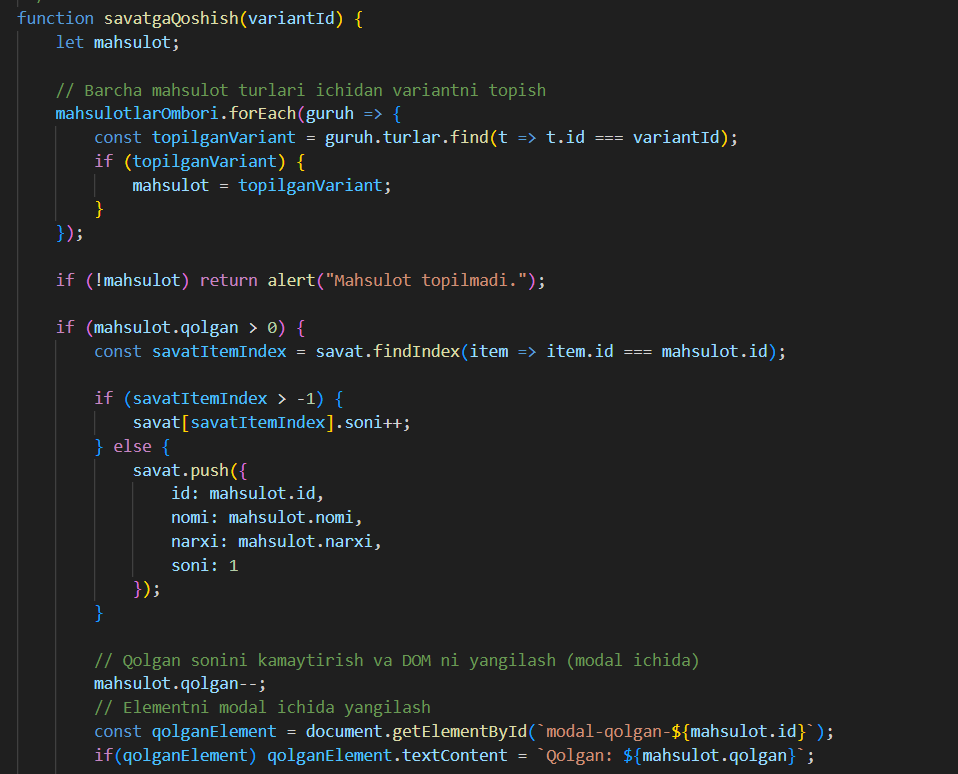 function savatgaQoshish(variantId) {
    let mahsulot;

    // Barcha mahsulot turlari ichidan variantni topish
    mahsulotlarOmbori.forEach(guruh => {
        const topilganVariant = guruh.turlar.find(t => t.id === variantId);
        if (topilganVariant) {
            mahsulot = topilganVariant;
        }
    });

    if (!mahsulot) return alert("Mahsulot topilmadi.");

    if (mahsulot.qolgan > 0) {
        const savatItemIndex = savat.findIndex(item => item.id === mahsulot.id);

        if (savatItemIndex > -1) {
            savat[savatItemIndex].soni++;
        } else {
            savat.push({
                id: mahsulot.id,
                nomi: mahsulot.nomi,
                narxi: mahsulot.narxi,
                soni: 1
            });
        }

        // Qolgan sonini kamaytirish va DOM ni yangilash (modal ichida)
        mahsulot.qolgan--;
        // Elementni modal ichida yangilash
        const qolganElement = document.getElementById(`modal-qolgan-${mahsulot.id}`);
        if(qolganElement) qolganElement.textContent = `Qolgan: ${mahsulot.qolgan}`;